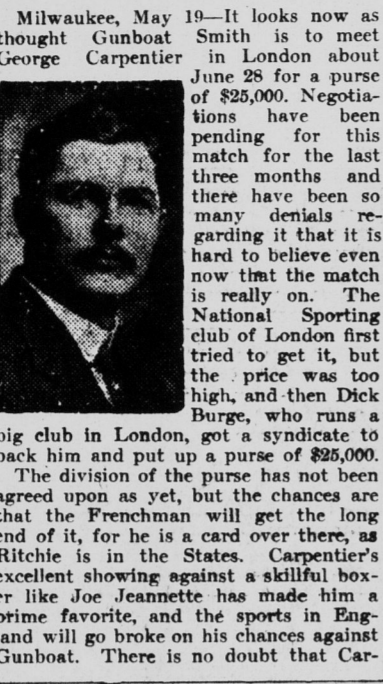 Milwaukee, May 19—It looks now as
thought Gunboat Smith is to meet
George Carpentier in London about
June 28 for a purse
of $25,000. Negotia-
tions have been
pending for this
match for the last
three months and
there have been so
many denials re-
garding it that it is
hard to believe even
now that the match
is really on. The
National Sporting
club of London first
tried to get it, but
the price was too
high, and then Dick
Burge, who runs a
big club in London, got a syndicate to
back him and put up a purse of $25,000.
The division of the purse has not been
agreed upon as yet, but the chances are
that the Frenchman will get the long
end of it, for he is a card over there, as
Ritchie is in the States. Carpentier's
excellent showing against a skillful box-
er like Joe Jeannette has made him a
prime favorite, and the sports in Eng-
land will go broke on his chances against
Gunboat. There is no doubt that Car-